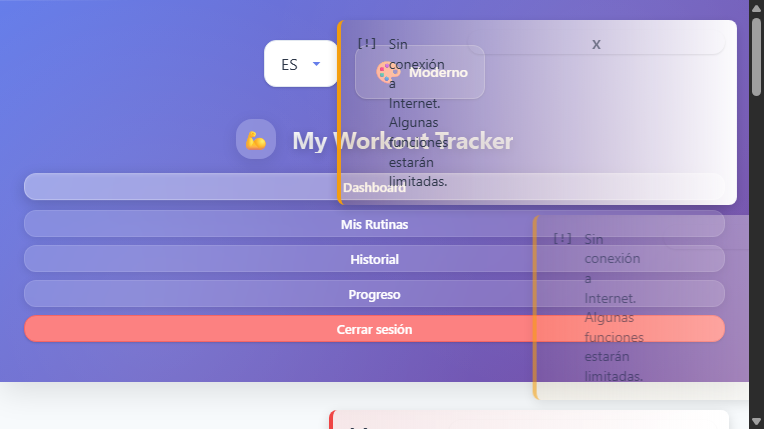 ES
Moderno
[!]
Sin
conexión
a
Internet.
Algunas
funciones
estarán
limitadas.
x
My Workout Tracker
Dashboard
Mis Rutinas
Historial
Progreso
Cerrar sesión
[!]
Sin
conexión
a
Internet.
Algunas
funciones
estarán
limitadas.